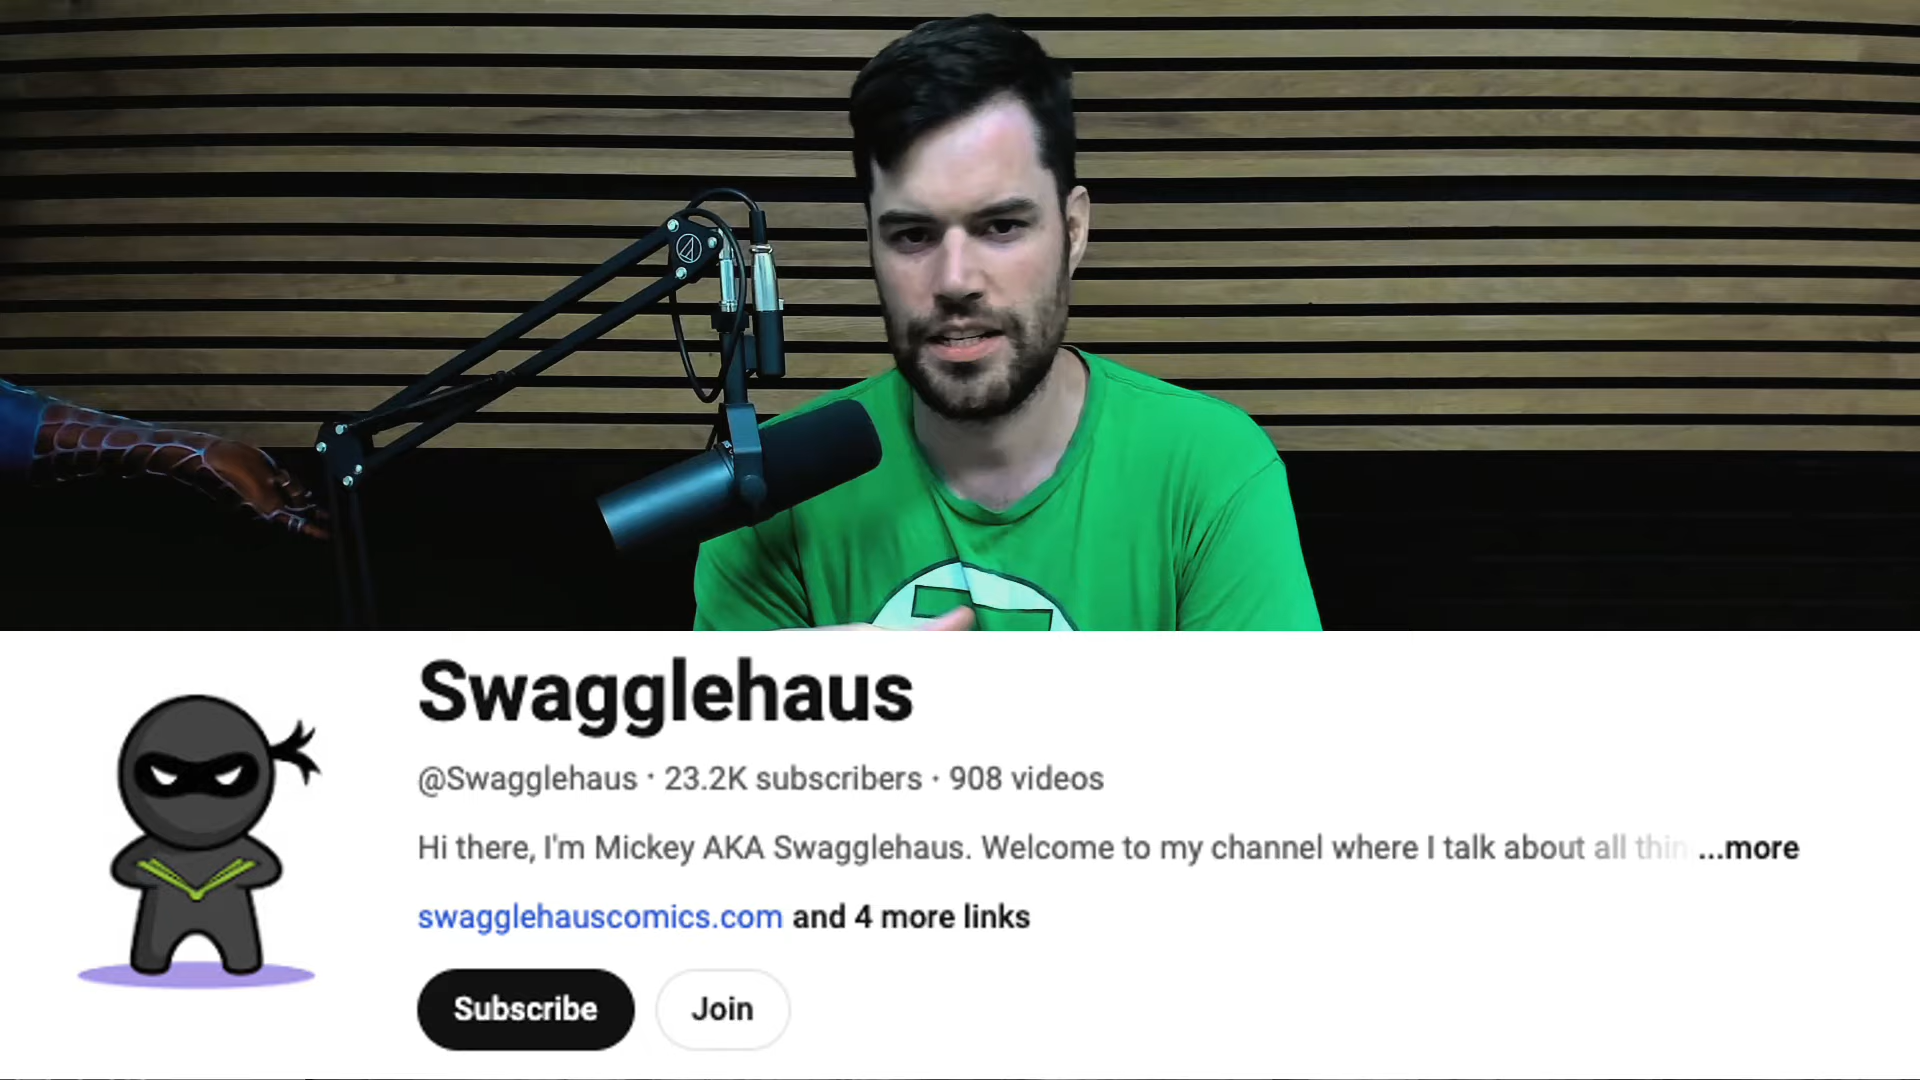 Swagglehaus
@Swagglehaus · 23.2K subscribers · 908 videos
Hi there, I'm Mickey AKA Swagglehaus. Welcome to my channel where I talk about all thin ...more
swagglehauscomics.com and 4 more links
Subscribe Join